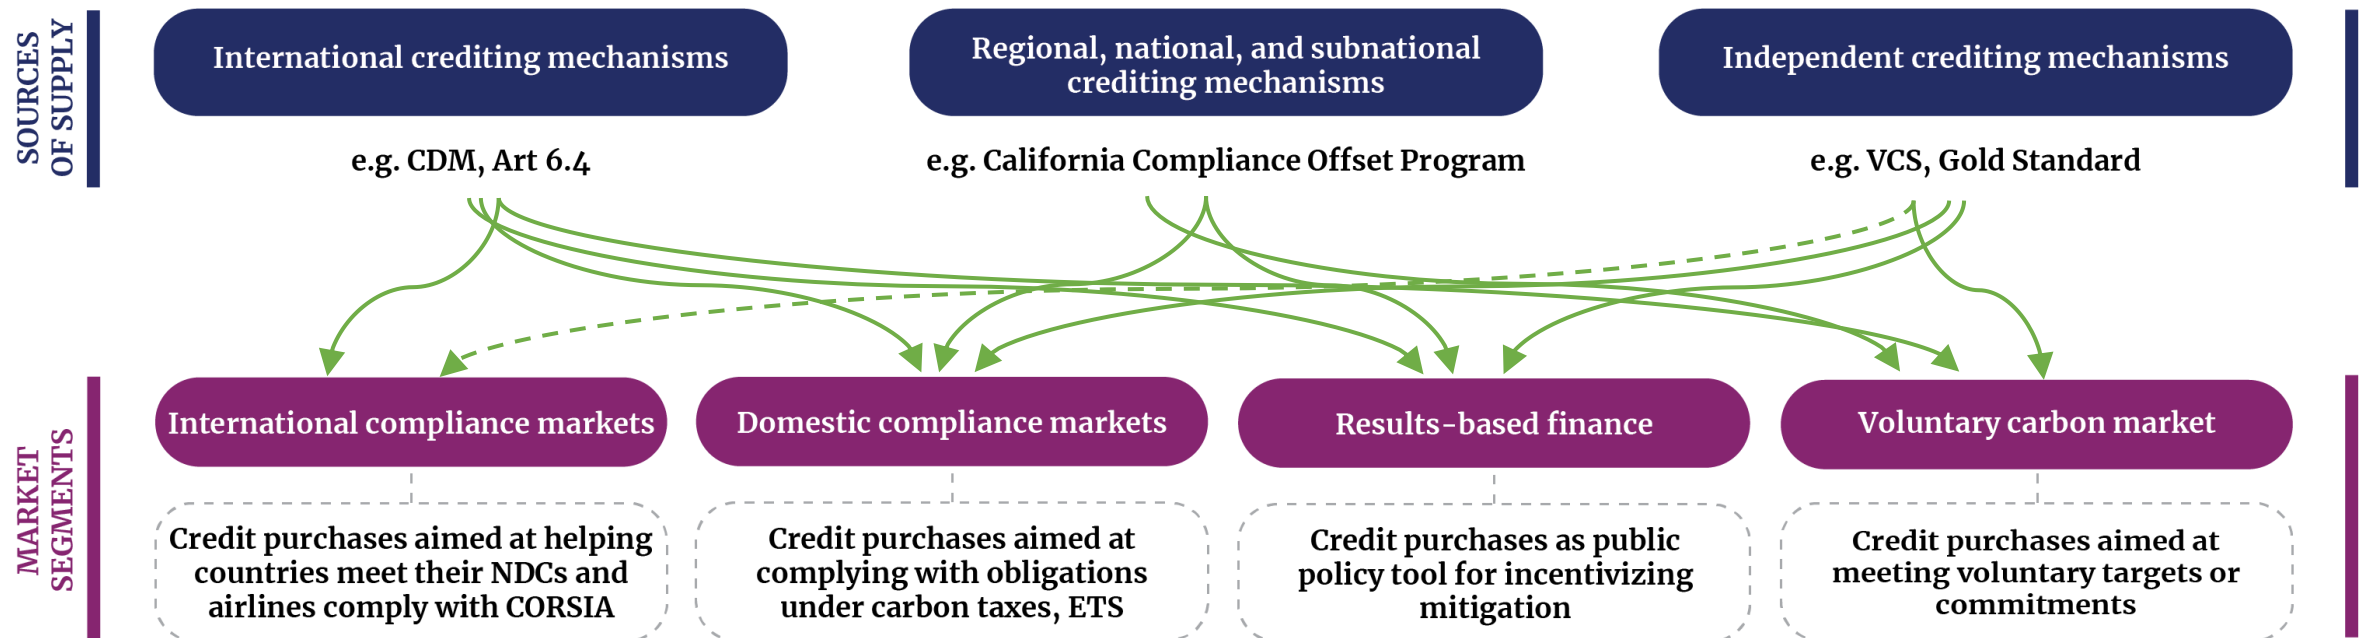 SOURCES
OF SUPPLY
International crediting mechanisms
Regional, national, and subnational
crediting mechanisms
Independent crediting mechanisms
e.g. CDM, Art 6.4
e.g. California Compliance Offset Program
e.g. VCS, Gold Standard
MARKET
SEGMENTS
International compliance markets
Domestic compliance markets
Results-based finance
Voluntary carbon market
Credit purchases aimed at helping
countries meet their NDCs and
airlines comply with CORSIA
Credit purchases aimed at
complying with obligations
under carbon taxes, ETS
Credit purchases as public
policy tool for incentivizing
mitigation
Credit purchases aimed at
meeting voluntary targets or
commitments